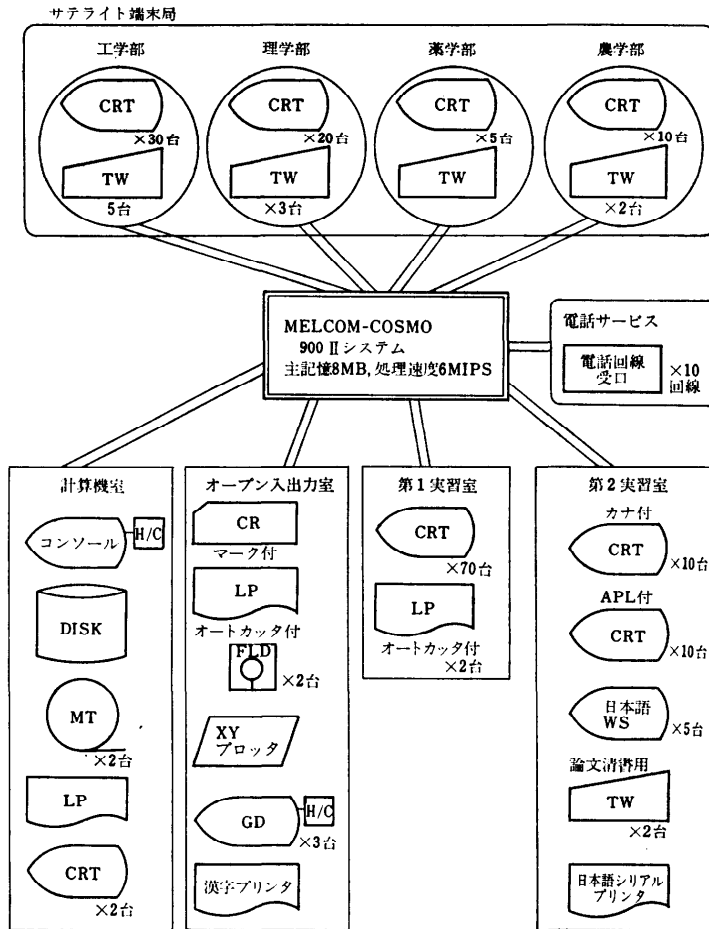 サテライト端末局
工学部
CRT
×30台
TW
5台
理学部
CRT
×20台
TW
×3台
薬学部
CRT
×5台
TW
農学部
CRT
×10台
TW
×2台
MELCOM-COSMO
900 Ⅱシステム
主記憶8MB,処理速度6MIPS
電話サービス
電話回線
受口
×10
回線
計算機室
コンソール
H/C
DISK
MT
×2台
LP
CRT
×2台
オープン入出力室
CR
マーク付
LP
オートカッタ付
FLD
×2台
XY
プロッタ
GD
H/C
×3台
漢字プリンタ
第1実習室
CRT
×70台
LP
オートカッタ付
×2台
第2実習室
カナ付
CRT
×10台
APL付
CRT
×10台
日本語
WS
×5台
論文清書用
TW
×2台
日本語シリアル
プリンタ